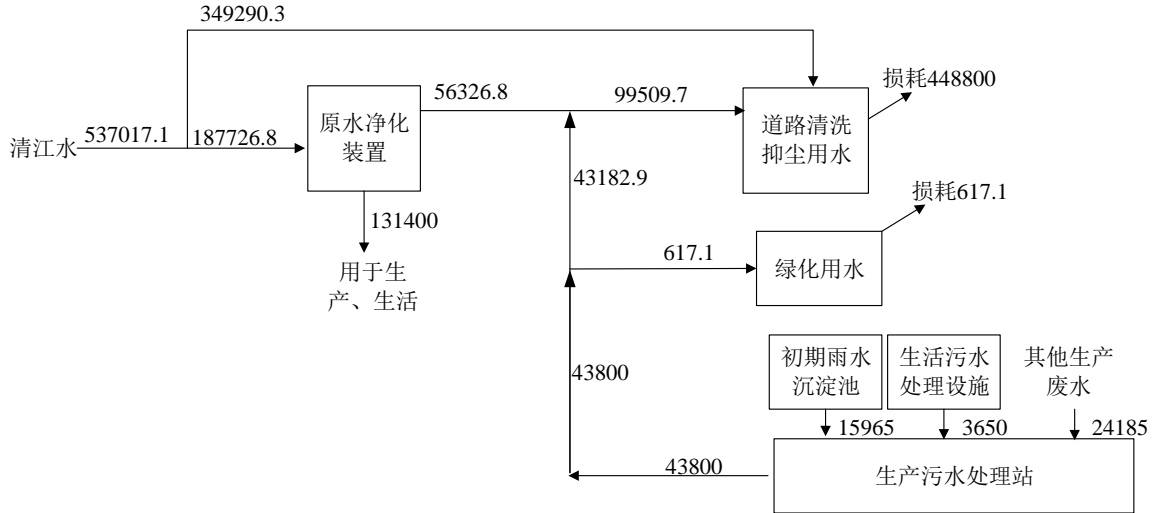 349290.3
损耗448800
56326.8
99509.7
原水净化
装置
道路清洗
抑尘用水
清江水
537017.1
187726.8
43182.9
损耗617.1
131400
617.1
绿化用水
用于生
产、生活
初期雨水
沉淀池
生活污水
处理设施
其他生产
废水
43800
15965
3650
24185
43800
生产污水处理站